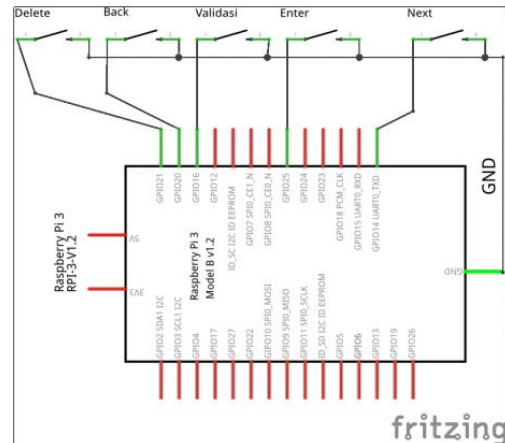 Delete
Back
Validasi
Enter
Next
GPIO21
GPIO20
GPIO16
GPIO12
ID_SC I2C ID EEPROM
GPIO7 SPI0_CE1_N
GPIO8 SPI0_CE0_N
GPIO25
GPIO24
GPIO23
GPIO18 PCM_CLK
GPIO15 UART0_RXD
GPIO14 UART0_TXD
GND
5V
3V3
GND
Raspberry Pi 3
RPI-3-V1.2
Raspberry Pi 3
Model B v1.2
GPIO2 SDA1 I2C
GPIO3 SCL1 I2C
GPIO4
GPIO17
GPIO27
GPIO22
GPIO10 SPI0_MOSI
GPIO9 SPI0_MISO
GPIO11 SPI0_SCLK
ID_SD I2C ID EEPROM
GPIO5
GPIO6
GPIO13
GPIO19
GPIO26
fritzing